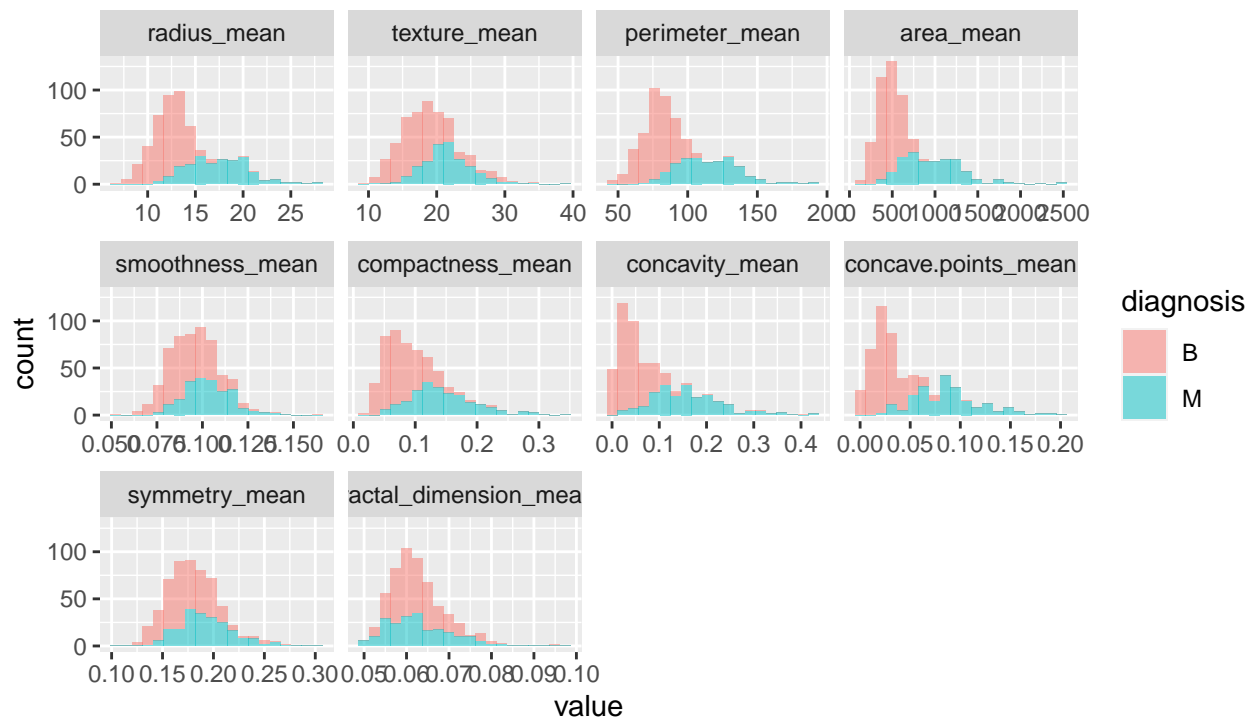 radius_mean texture_mean perimeter_mean area_mean
100
50
0
10 15 20 25 10 20 30 40 50 100 150 200 0 500 1000 1500 2000 2500
smoothness_mean compactness_mean concavity_mean concave.points_mean
100
50
0
0.050 0.075 0.100 0.125 0.150 0.0 0.1 0.2 0.3 0.0 0.1 0.2 0.3 0.4 0.00 0.05 0.10 0.15 0.20
symmetry_mean actal_dimension_mea
100
50
0
0.10 0.15 0.20 0.25 0.30 0.05 0.06 0.07 0.08 0.09 0.10
count
value
diagnosis
B
M